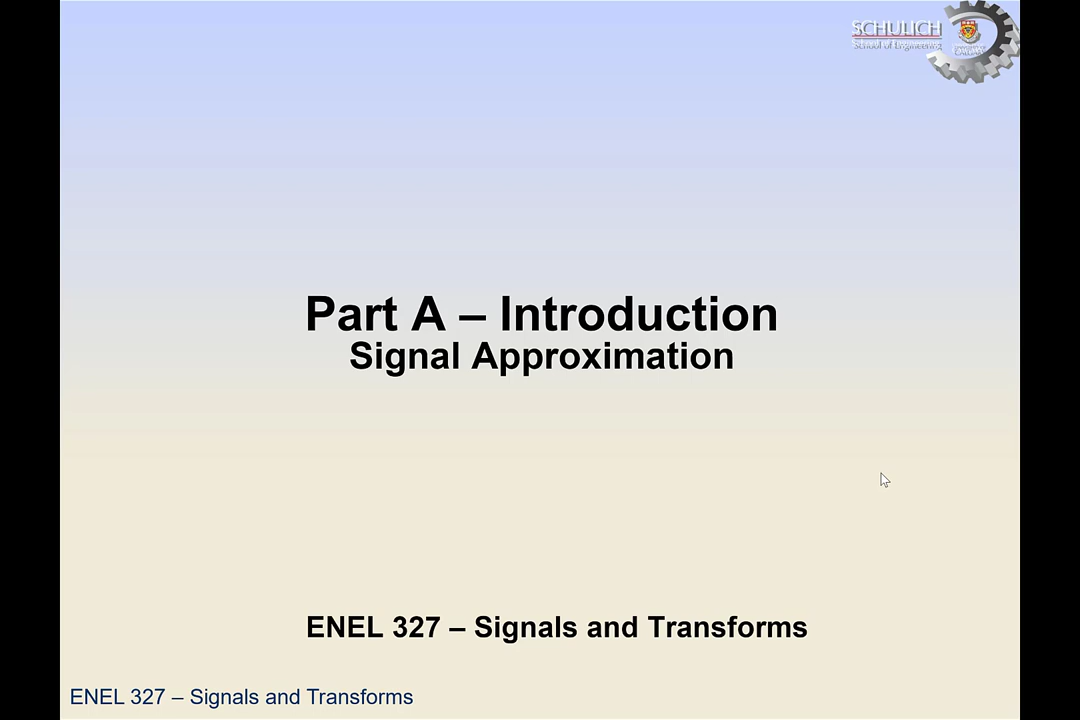 SCHULICH
School of Engineering
Part A – Introduction
Signal Approximation
ENEL 327 – Signals and Transforms
ENEL 327 – Signals and Transforms